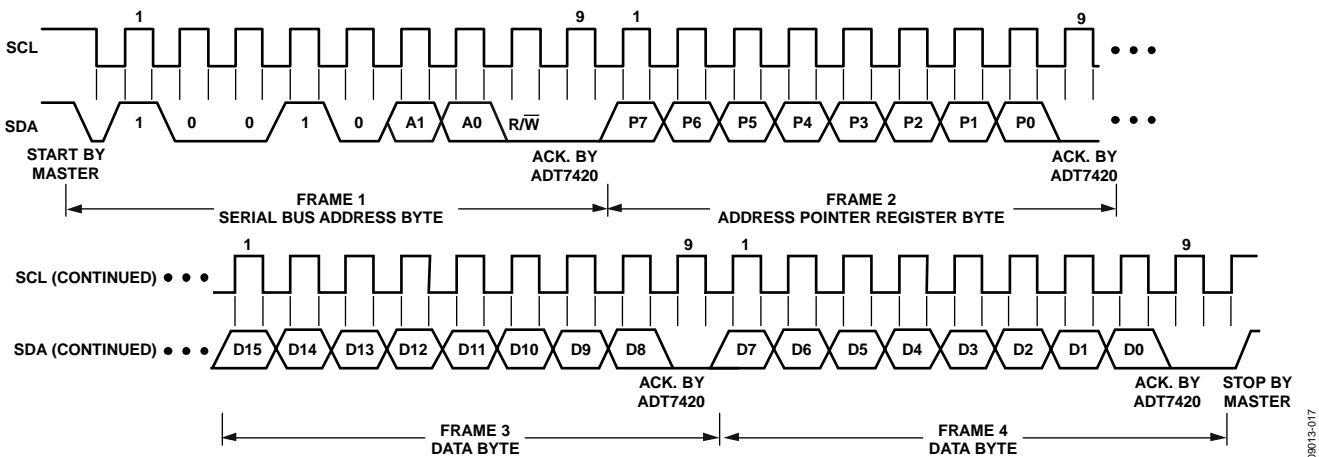 1 9 1 9
SCL
SDA 1 0 0 1 0 A1 A0 R/W̅ P7 P6 P5 P4 P3 P2 P1 P0
START BY MASTER
ACK. BY ADT7420
ACK. BY ADT7420
FRAME 1
SERIAL BUS ADDRESS BYTE
FRAME 2
ADDRESS POINTER REGISTER BYTE
1 9 1 9
SCL (CONTINUED)
SDA (CONTINUED) D15 D14 D13 D12 D11 D10 D9 D8 D7 D6 D5 D4 D3 D2 D1 D0
ACK. BY ADT7420
ACK. BY ADT7420
STOP BY MASTER
FRAME 3
DATA BYTE
FRAME 4
DATA BYTE
09013-017